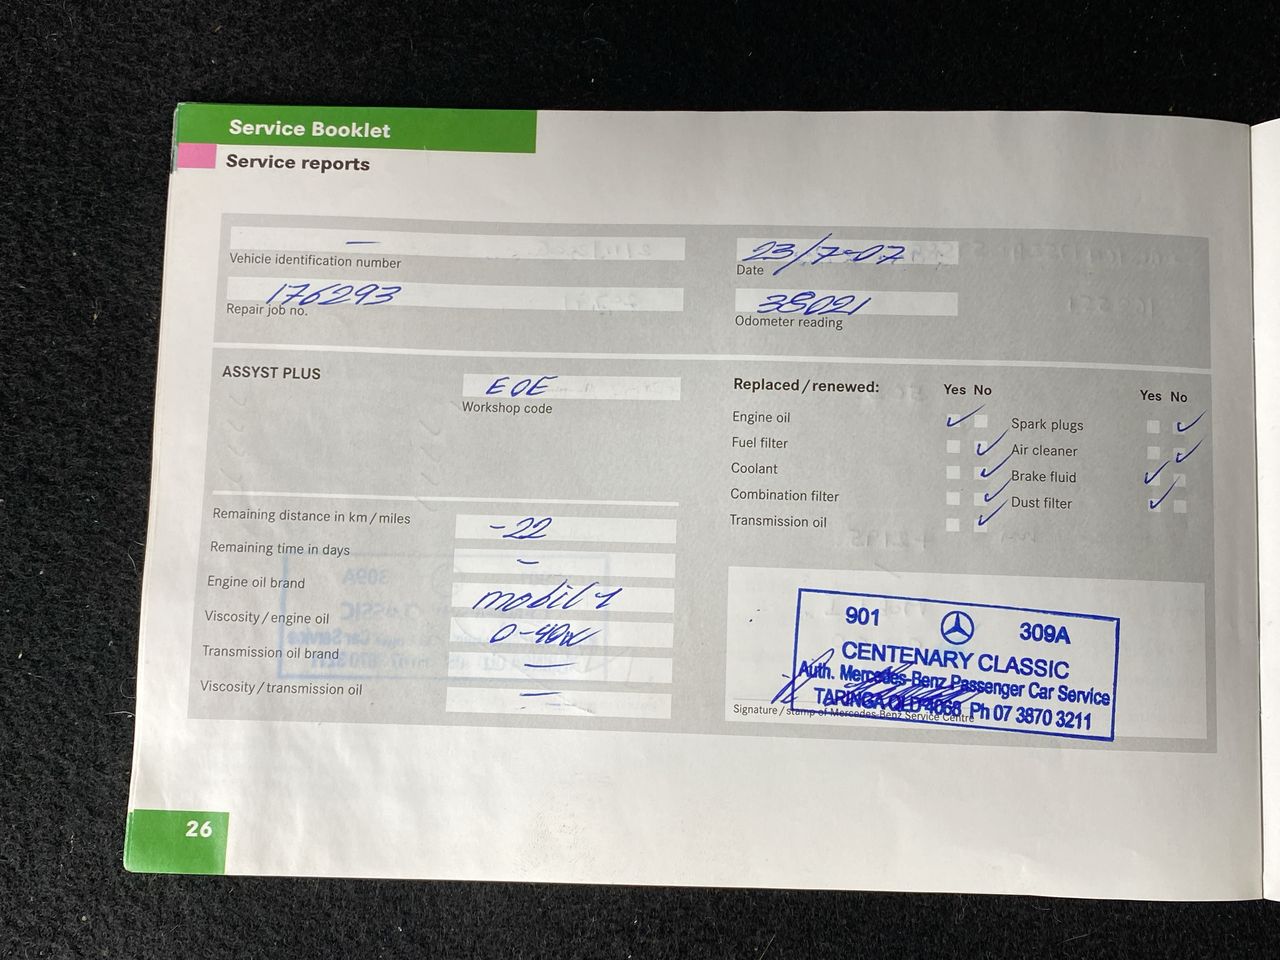 Service Booklet
Service reports
—
Vehicle identification number
23/7-07
Date
176293
Repair job no.
38021
Odometer reading
ASSYST PLUS
EOE
Workshop code
Replaced / renewed:
Yes No
Yes No
Engine oil
Spark plugs
Fuel filter
Air cleaner
Coolant
Brake fluid
Combination filter
Dust filter
Transmission oil
Remaining distance in km / miles
-22
Remaining time in days
-
Engine oil brand
mobil 1
Viscosity / engine oil
0-40W
Transmission oil brand
—
Viscosity / transmission oil
—
901
309A
CENTENARY CLASSIC
Auth. Mercedes-Benz Passenger Car Service
TARINGA QLD 4068 Ph 07 3870 3211
Signature / stamp of Mercedes-Benz Service Centre
26